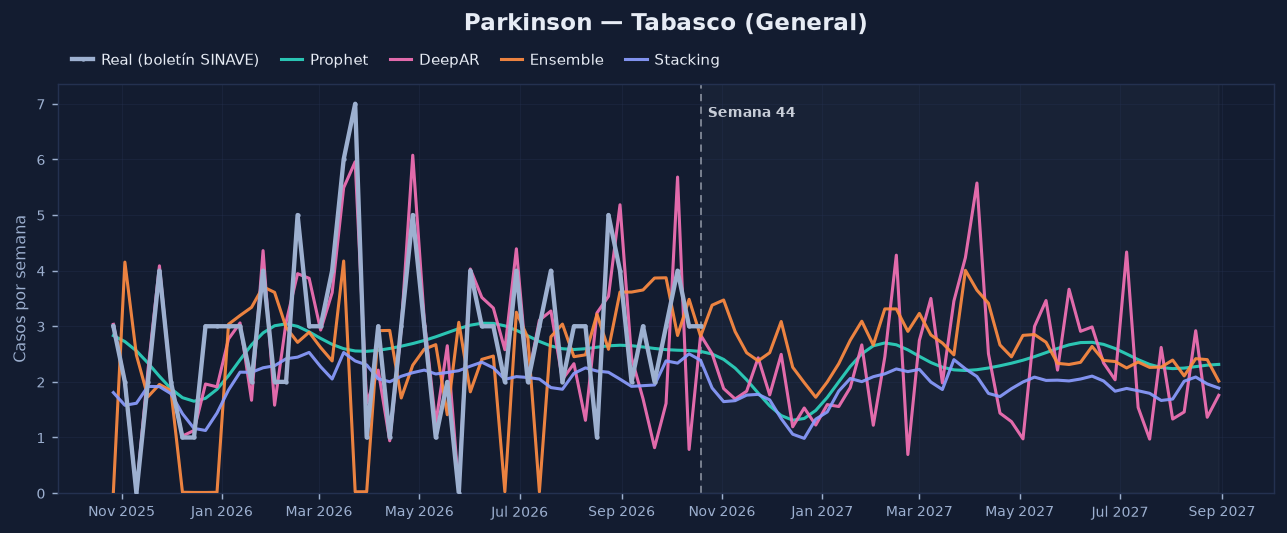 Parkinson — Tabasco (General)
Real (boletín SINAVE) Prophet DeepAR Ensemble Stacking
Semana 44
Casos por semana
7
6
5
4
3
2
1
0
Nov 2025 Jan 2026 Mar 2026 May 2026 Jul 2026 Sep 2026 Nov 2026 Jan 2027 Mar 2027 May 2027 Jul 2027 Sep 2027